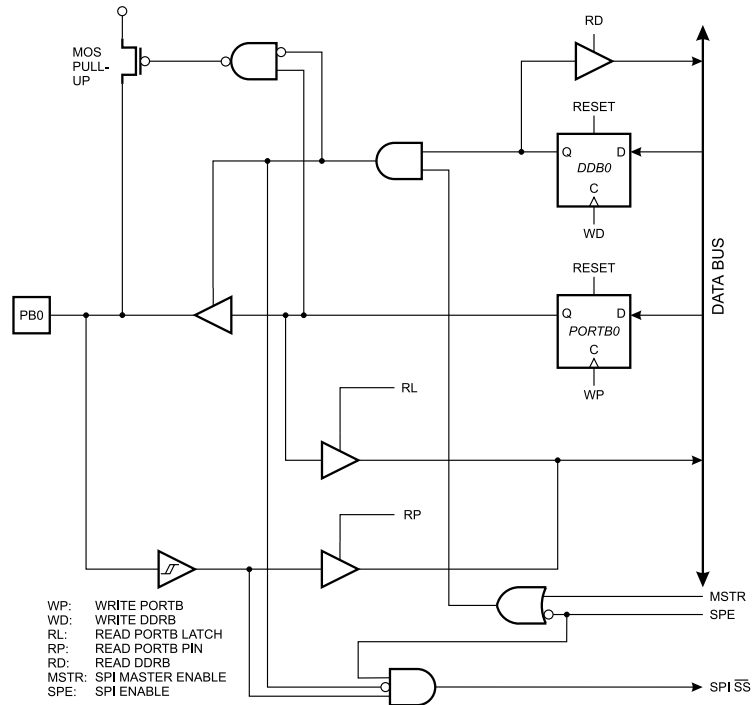 RD
MOS
PULL-
UP
RESET
Q
D
DDB0
C
WD
DATA BUS
RESET
PB0
Q
D
PORTB0
C
WP
RL
RP
MSTR
SPE
WP: WRITE PORTB
WD: WRITE DDRB
RL: READ PORTB LATCH
RP: READ PORTB PIN
RD: READ DDRB
MSTR: SPI MASTER ENABLE
SPE: SPI ENABLE
SPI S̅S̅